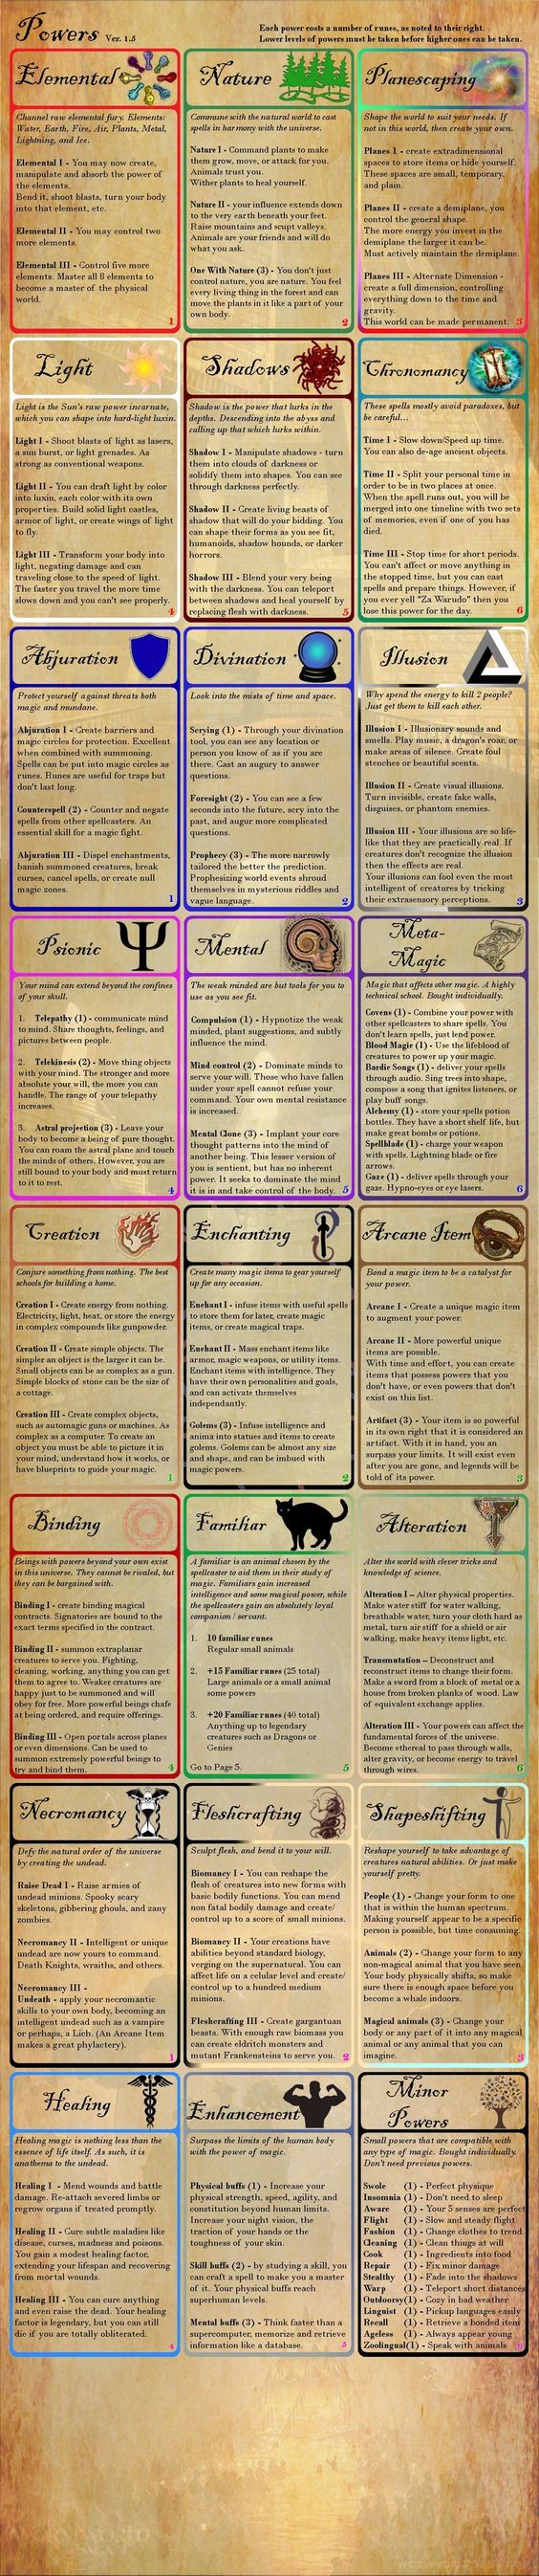 Powers Ver. 1.5
Each power costs a number of runes, as noted to their right.
Lower levels of powers must be taken before higher ones can be taken.
Elemental
Channel raw elemental fury. Elements:
Water, Earth, Fire, Air, Plants, Metal,
Lightning, and Ice.
Elemental I - You may now create,
manipulate and absorb the power of
the elements.
Bend it, shoot blasts, turn your body
into that element, etc.
Elemental II - You may control two
more elements.
Elemental III - Control five more
elements. Master all 8 elements to
become a master of the physical
world.
1
Nature
Commune with the natural world to cast
spells in harmony with the universe.
Nature I - Command plants to make
them grow, move, or attack for you.
Animals trust you.
Wither plants to heal yourself.
Nature II - your influence extends down
to the very earth beneath your feet.
Raise mountains and scupt valleys.
Animals are your friends and will do
what you ask.
One With Nature (3) - You don't just
control nature, you are nature. You feel
every living thing in the forest and can
move the plants in it like a part of your
own body.
2
Planescaping
Shape the world to suit your needs. If
not in this world, then create your own.
Planes 1 - create extradimensional
spaces to store items or hide yourself.
These spaces are small, temporary,
and plain.
Planes II - create a demiplane, you
control the general shape.
The more energy you invest in the
demiplane the larger it can be.
Must actively maintain the demiplane.
Planes III - Alternate Dimension -
create a full dimension, controlling
everything down to the time and
gravity.
This world can be made permanent. 3
Light
Light is the Sun's raw power incarnate,
which you can shape into hard-light luxin.
Light I - Shoot blasts of light as lasers,
a sun burst, or light grenades. As
strong as conventional weapons.
Light II - You can draft light by color
into luxin, each color with its own
properties. Build solid light castles,
armor of light, or create wings of light
to fly.
Light III - Transform your body into
light, negating damage and can
traveling close to the speed of light.
The faster you travel the more time
slows down and you can't see properly.
4
Shadows
Shadow is the power that lurks in the
depths. Descending into the abyss and
calling up that which lurks within.
Shadow I - Manipulate shadows - turn
them into clouds of darkness or
solidify them into shapes. You can see
through darkness perfectly.
Shadow II - Create living beasts of
shadow that will do your bidding. You
can shape their forms as you see fit,
humanoids, shadow hounds, or darker
horrors.
Shadow III - Blend your very being
with the darkness. You can teleport
between shadows and heal yourself by
replacing flesh with darkness.
5
Chronomancy
These spells mostly avoid paradoxes, but
be careful...
Time I - Slow down/Speed up time.
You can also de-age ancient objects.
Time II - Split your personal time in
order to be in two places at once.
When the spell runs out, you will be
merged into one timeline with two sets
of memories, even if one of you has
died.
Time III - Stop time for short periods.
You can't affect or move anything in
the stopped time, but you can cast
spells and prepare things. However, if
you ever yell "Za Warudo" then you
lose this power for the day.
6
Abjuration
Protect yourself against threats both
magic and mundane.
Abjuration I - Create barriers and
magic circles for protection. Excellent
when combined with summoning.
Spells can be put into magic circles as
runes. Runes are useful for traps but
don't last long.
Counterspell (2) - Counter and negate
spells from other spellcasters. An
essential skill for a magic fight.
Abjuration III - Dispel enchantments,
banish summoned creatures, break
curses, cancel spells, or create null
magic zones.
1
Divination
Look into the mists of time and space.
Scrying (1) - Through your divination
tool, you can see any location or
person you know of as if you are
there. Cast an augury to answer
questions.
Foresight (2) - You can see a few
seconds into the future, scry into the
past, and augur more complicated
questions.
Prophecy (3) - The more narrowly
tailored the better the prediction.
Prophesizing world events shroud
themselves in mysterious riddles and
vague language.
2
Illusion
Why spend the energy to kill 2 people?
Just get them to kill each other.
Illusion I - Illusionary sounds and
smells. Play music, a dragon's roar, or
make areas of silence. Create foul
stenches or beautiful scents.
Illusion II - Create visual illusions.
Turn invisible, create fake walls,
disguises, or phantom enemies.
Illusion III - Your illusions are so life-
like that they are practically real. If
creatures don't recognize the illusion
then the effects are real.
Your illusions can fool even the most
intelligent of creatures by tricking
their extrasensory perceptions.
3
Psionic
Your mind can extend beyond the confines
of your skull.
1. Telepathy (1) - communicate mind
to mind. Share thoughts, feelings, and
pictures between people.
2. Telekinesis (2) - Move thing objects
with your mind. The stronger and more
absolute your will, the more you can
handle. The range of your telepathy
increases.
3. Astral projection (3) - Leave your
body to become a being of pure thought.
You can roam the astral plane and touch
the minds of others. However, you are
still bound to your body and must return
to it to rest.
4
Mental
The weak minded are but tools for you to
use as you see fit.
Compulsion (1) - Hypnotize the weak
minded, plant suggestions, and subtly
influence the mind.
Mind control (2) - Dominate minds to
serve your will. Those who have fallen
under your spell cannot refuse your
command. Your own mental resistance
is increased.
Mental Clone (3) - Implant your core
thought patterns into the mind of
another being. This lesser version of
you is sentient, but has no inherent
power. It seeks to dominate the mind
it is in and take control of the body. 5
Meta-
Magic
Magic that affects other magic. A highly
technical school. Bought individually.
Covens (1) - Combine your power with
other spellcasters to share spells. You
don't learn spells, just lend power.
Blood Magic (1) - Use the lifeblood of
creatures to power up your magic.
Bardic Songs (1) - deliver your spells
through audio. Sing trees into shape,
compose a song that ignites listeners, or
play buff songs.
Alchemy (1) - store your spells potion
bottles. They have a short shelf life, but
make great bombs or potions.
Spellblade (1) - charge your weapon
with spells. Lightning blade or fire
arrows.
Gaze (1) - deliver spells through your
gaze. Hypno-eyes or eye lasers.
6
Creation
Conjure something from nothing. The best
schools for building a home.
Creation I - Create energy from nothing.
Electricity, light, heat, or store the energy
in complex compounds like gunpowder.
Creation II - Create simple objects. The
simpler an object is the larger it can be.
Small objects can be as complex as a gun.
Simple blocks of stone can be the size of
a cottage.
Creation III - Create complex objects,
such as automagic guns or machines. As
complex as a computer. To create an
object you must be able to picture it in
your mind, understand how it works, or
have blueprints to guide your magic.
1
Enchanting
Create many magic items to gear yourself
up for any occasion.
Enchant I - infuse items with useful spells
to store them for later, create magic
items, or create magical traps.
Enchant II - Mass enchant items like
armor, magic weapons, or utility items.
Enchant items with intelligence. They
have their own personalities and goals,
and can activate themselves
independantly.
Golems (3) - Infuse intelligence and
anima into statues and items to create
golems. Golems can be almost any size
and shape, and can be imbued with
magic powers.
2
Arcane Item
Bond a magic item to be a catalyst for
your power.
Arcane I - Create a unique magic item
to augment your power.
Arcane II - More powerful unique
items are possible.
With time and effort, you can create
items that possess powers that you
don't have, or even powers that don't
exist on this list.
Artifact (3) - Your item is so powerful
in its own right that it is considered an
artifact. With it in hand, you can
surpass your limits. It will exist even
after you are gone, and legends will be
told of its power.
3
Binding
Beings with powers beyond your own exist
in this universe. They cannot be rivaled, but
they can be bargained with.
Binding I - create binding magical
contracts. Signatories are bound to the
exact terms specified in the contract.
Binding II - summon extraplanar
creatures to serve you. Fighting,
cleaning, working, anything you can get
them to agree to. Weaker creatures are
happy just to be summoned and will
obey for free. More powerful beings chafe
at being ordered, and require offerings.
Binding III - Open portals across planes
or even dimensions. Can be used to
summon extremely powerful beings to
try and bind them.
4
Familiar
A familiar is an animal chosen by the
spellcaster to aid them in their study of
magic. Familiars gain increased
intelligence and some magical power, while
the spellcasters gain an absolutely loyal
companion / servant.
1. 10 familiar runes
Regular small animals
2. +15 Familiar runes (25 total)
Large animals or a small animal
some powers
3. +20 Familiar runes (40 total)
Anything up to legendary
creatures such as Dragons or
Genies
Go to Page 5.
5
Alteration
Alter the world with clever tricks and
knowledge of science.
Alteration I – Alter physical properties.
Make water stiff for water walking,
breathable water, turn your cloth hard as
metal, turn air stiff for a shield or air
walking, make heavy items light, etc.
Transmutation – Deconstruct and
reconstruct items to change their form.
Make a sword from a block of metal or a
house from broken planks of wood. Law
of equivalent exchange applies.
Alteration III - Your powers can affect the
fundamental forces of the universe.
Become ethereal to pass through walls,
alter gravity, or become energy to travel
through wires.
6
Necromancy
Defy the natural order of the universe
by creating the undead.
Raise Dead I - Raise armies of
undead minions. Spooky scary
skeletons, gibbering ghouls, and zany
zombies.
Necromancy II - Intelligent or unique
undead are now yours to command.
Death Knights, wraiths, and others.
Necromancy III -
Undeath - apply your necromantic
skills to your own body, becoming an
intelligent undead such as a vampire
or perhaps, a Lich. (An Arcane Item
makes a great phylactery).
1
Fleshcrafting
Sculpt flesh, and bend it to your will.
Biomancy I - You can reshape the
flesh of creatures into new forms with
basic bodily functions. You can mend
non fatal bodily damage and create/
control up to a score of small minions.
Biomancy II - Your creations have
abilities beyond standard biology,
verging on the supernatural. You can
affect life on a cellular level and create/
control up to a hundred medium
minions.
Fleshcrafting III - Create gargantuan
beasts. With enough raw biomass you
can create eldritch monsters and
mutant Frankensteins to serve you. 2
Shapeshifting
Reshape yourself to take advantage of
creatures natural abilities. Or just make
yourself pretty.
People (1) - Change your form to one
that is within the human spectrum.
Making yourself appear to be a specific
person is possible, but time consuming.
Animals (2) - Change your form to any
non-magical animal that you have seen.
Your body physically shifts, so make
sure there is enough space before you
become a whale indoors.
Magical animals (3) - Change your
body or any part of it into any magical
animal or any animal that you can
imagine.
3
Healing
Healing magic is nothing less than the
essence of life itself. As such, it is
anathema to the undead.
Healing I - Mend wounds and battle
damage. Re-attach severed limbs or
regrow organs if treated promptly.
Healing II - Cure subtle maladies like
disease, curses, madness and poisons.
You gain a modest healing factor,
extending your lifespan and recovering
from mortal wounds.
Healing III - You can cure anything
and even raise the dead. Your healing
factor is legendary, but you can still
die if you are totally obliterated.
4
Enhancement
Surpass the limits of the human body
with the power of magic.
Physical buffs (1) - Increase your
physical strength, speed, agility, and
constitution beyond human limits.
Increase your night vision, the
traction of your hands or the
toughness of your skin.
Skill buffs (2) - by studying a skill, you
can craft a spell to make you a master
of it. Your physical buffs reach
superhuman levels.
Mental buffs (3) - Think faster than a
supercomputer, memorize and retrieve
information like a database.
5
Minor
Powers
Small powers that are compatible with
any type of magic. Bought individually.
Don't need previous powers.
Swole (1) - Perfect physique
Insomnia (1) - Don't need to sleep
Aware (1) - Your 5 senses are perfect
Flight (1) - Slow and steady flight
Fashion (1) - Change clothes to trend
Cleaning (1) - Clean things at will
Cook (1) - Ingredients into food
Repair (1) - Fix minor damage
Stealthy (1) - Fade into the shadows
Warp (1) - Teleport short distances
Outdoorsy(1) - Cozy in bad weather
Linguist (1) - Pickup languages easily
Recall (1) - Retrieve a bonded item
Ageless (1) - Always appear young
Zoolingual(1) - Speak with animals 6